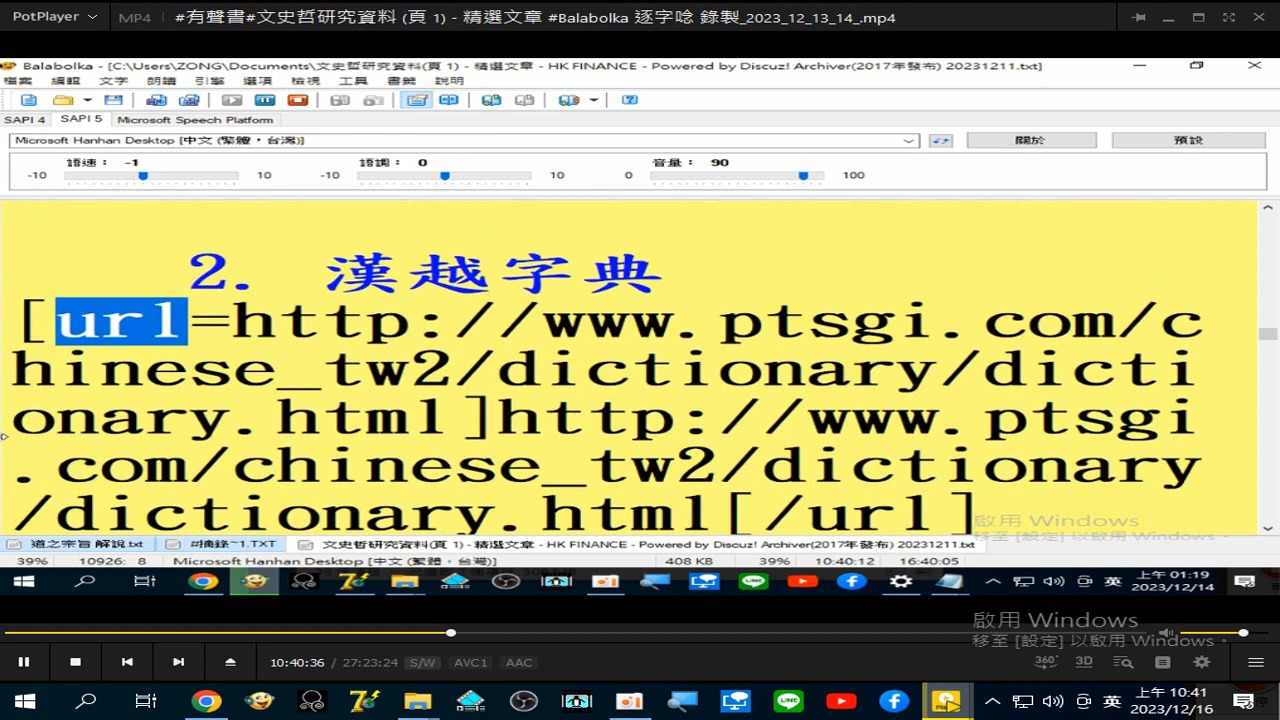 PotPlayer MP4 #有聲書#文史哲研究資料 (頁 1) - 精選文章 #Balabolka 逐字唸 錄製_2023_12_13_14_.mp4
Balabolka - [C:\Users\ZONG\Documents\文史哲研究資料(頁 1) - 精選文章 - HK FINANCE - Powered by Discuz! Archiver(2017年發布) 20231211.txt]
檔案 編輯 文字 朗讀 引擎 選項 檢視 工具 書籤 說明
SAPI 4 SAPI 5 Microsoft Speech Platform
Microsoft Hanhan Desktop [中文 (繁體，台灣)] 關於 預設
語速： -1 語調： 0 音量： 90
-10 10 -10 10 0 100
2. 漢越字典
[url=http://www.ptsgi.com/c
hinese_tw2/dictionary/dicti
onary.html]http://www.ptsgi
.com/chinese_tw2/dictionary
/dictionary.html[/url]
啟用 Windows
移至 [設定] 以啟用 Windows。
道之宗旨 解說.txt #摘錄~1.TXT 文史哲研究資料(頁 1) - 精選文章 - HK FINANCE - Powered by Discuz! Archiver(2017年發布) 20231211.txt
39% 10926: 8 Microsoft Hanhan Desktop [中文 (繁體，台灣)] 408 KB 39% 10:40:12 16:40:05
英 上午 01:19
2023/12/14
啟用 Windows
移至 [設定] 以啟用 Windows。
10:40:36 / 27:23:24 S/W AVC1 AAC 360° 3D
英 上午 10:41
2023/12/16